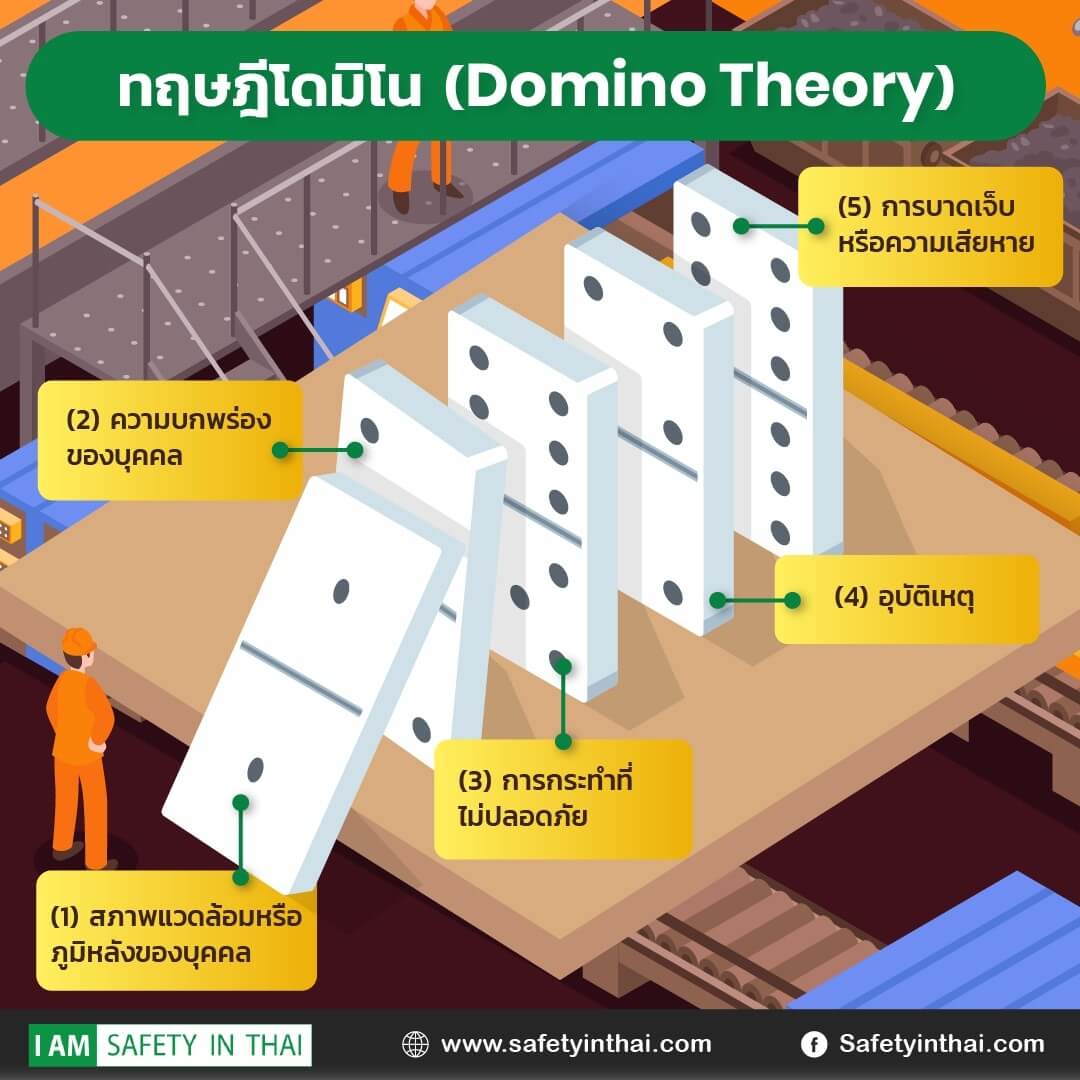 ทฤษฎีโดมิโน (Domino Theory)
(5) การบาดเจ็บ
หรือความเสียหาย
(2) ความบกพร่อง
ของบุคคล
(4) อุบัติเหตุ
(3) การกระทำที่
ไม่ปลอดภัย
(1) สภาพแวดล้อมหรือ
ภูมิหลังของบุคคล
I AM SAFETY IN THAI
www.safetyinthai.com
Safetyinthai.com